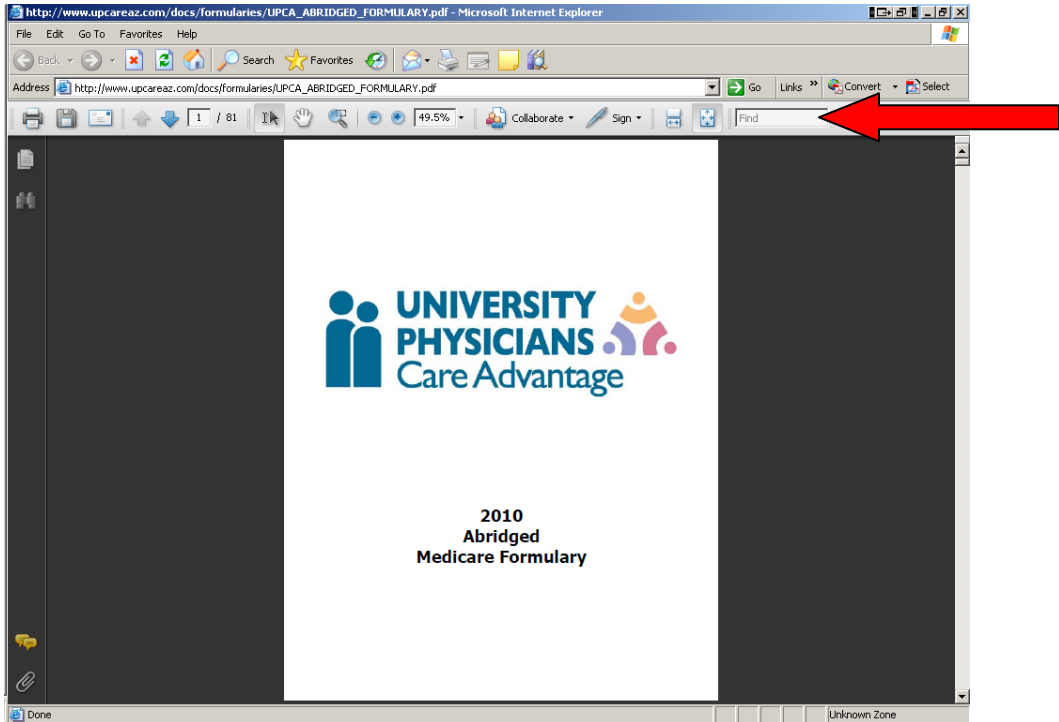 http://www.upcareaz.com/docs/formularies/UPCA_ABRIDGED_FORMULARY.pdf - Microsoft Internet Explorer
File Edit Go To Favorites Help
Back Search Favorites
Address http://www.upcareaz.com/docs/formularies/UPCA_ABRIDGED_FORMULARY.pdf Go Links » Convert Select
1 / 81 49.5% Collaborate Sign Find
UNIVERSITY
PHYSICIANS
Care Advantage
2010
Abridged
Medicare Formulary
Done Unknown Zone